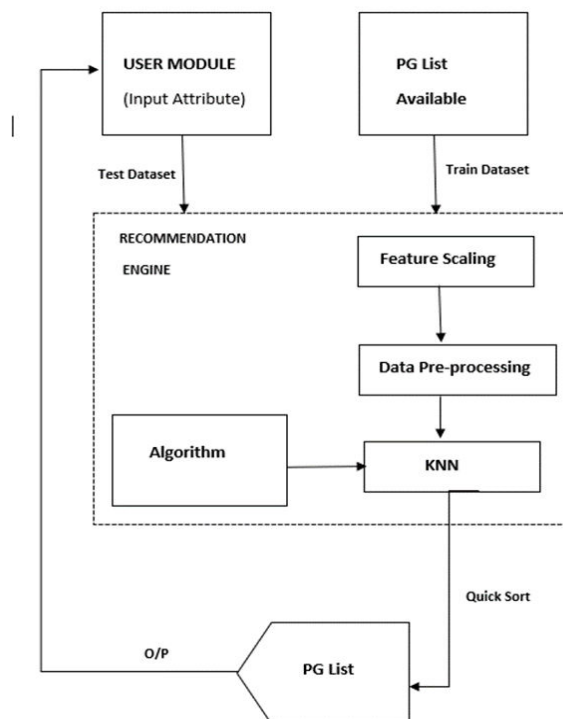 USER MODULE
(Input Attribute)
PG List
Available
Test Dataset
Train Dataset
RECOMMENDATION
ENGINE
Feature Scaling
Data Pre-processing
Algorithm
KNN
Quick Sort
O/P
PG List